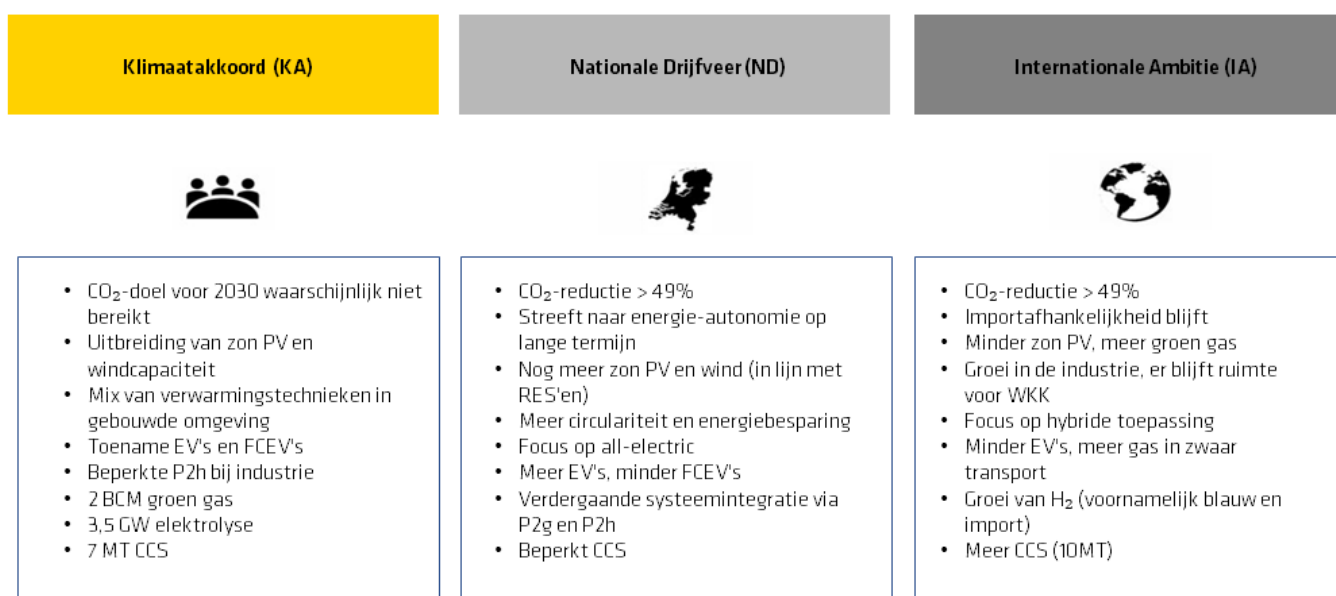 Klimaatakkoord (KA)
Nationale Drijfveer (ND)
Internationale Ambitie (IA)
• CO₂-doel voor 2030 waarschijnlijk niet
bereikt
• Uitbreiding van zon PV en
windcapaciteit
• Mix van verwarmingstechnieken in
gebouwde omgeving
• Toename EV's en FCEV's
• Beperkte P2h bij industrie
• 2 BCM groen gas
• 3,5 GW elektrolyse
• 7 MT CCS
• CO₂-reductie > 49%
• Streeft naar energie-autonomie op
lange termijn
• Nog meer zon PV en wind (in lijn met
RES'en)
• Meer circulariteit en energiebesparing
• Focus op all-electric
• Meer EV's, minder FCEV's
• Verdergaande systeemintegratie via
P2g en P2h
• Beperkt CCS
• CO₂-reductie > 49%
• Importafhankelijkheid blijft
• Minder zon PV, meer groen gas
• Groei in de industrie, er blijft ruimte
voor WKK
• Focus op hybride toepassing
• Minder EV's, meer gas in zwaar
transport
• Groei van H₂ (voornamelijk blauw en
import)
• Meer CCS (10MT)